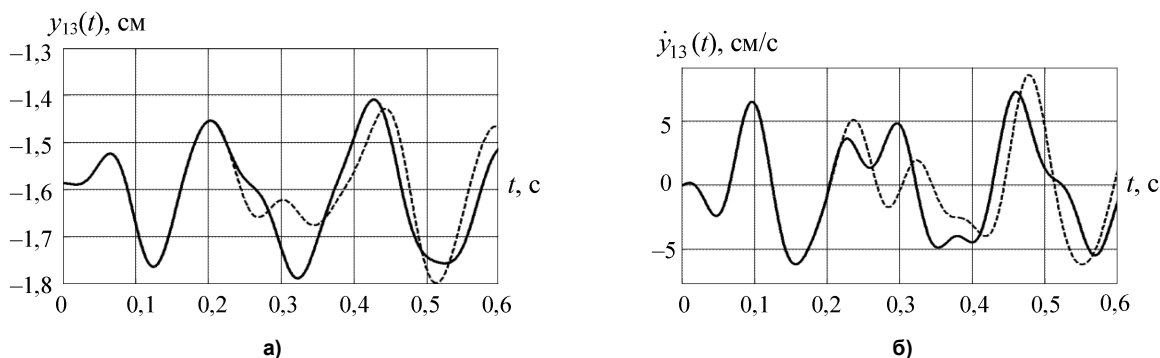 y₁₃(t), см
–1,3
–1,4
–1,5
–1,6
–1,7
–1,8
0 0,1 0,2 0,3 0,4 0,5 0,6
t, с
а)
ẏ₁₃(t), см/с
5
0
–5
0 0,1 0,2 0,3 0,4 0,5 0,6
t, с
б)